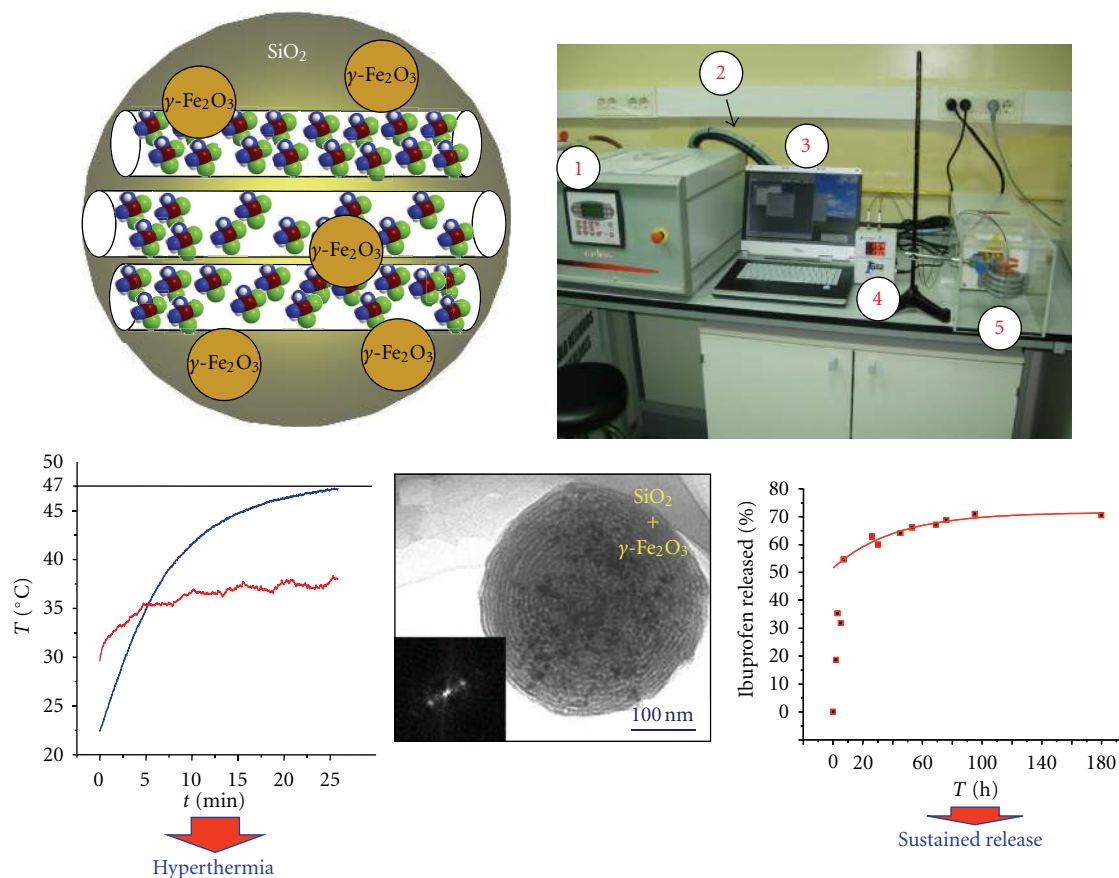 SiO₂
γ-Fe₂O₃
γ-Fe₂O₃
γ-Fe₂O₃
γ-Fe₂O₃
γ-Fe₂O₃
1
2
3
4
5
50
47
45
40
35
30
25
20
T (°C)
0 5 10 15 20 25
t (min)
Hyperthermia
SiO₂
+
γ-Fe₂O₃
100 nm
80
70
60
50
40
30
20
10
0
Ibuprofen released (%)
0 20 60 100 140 180
T (h)
Sustained release